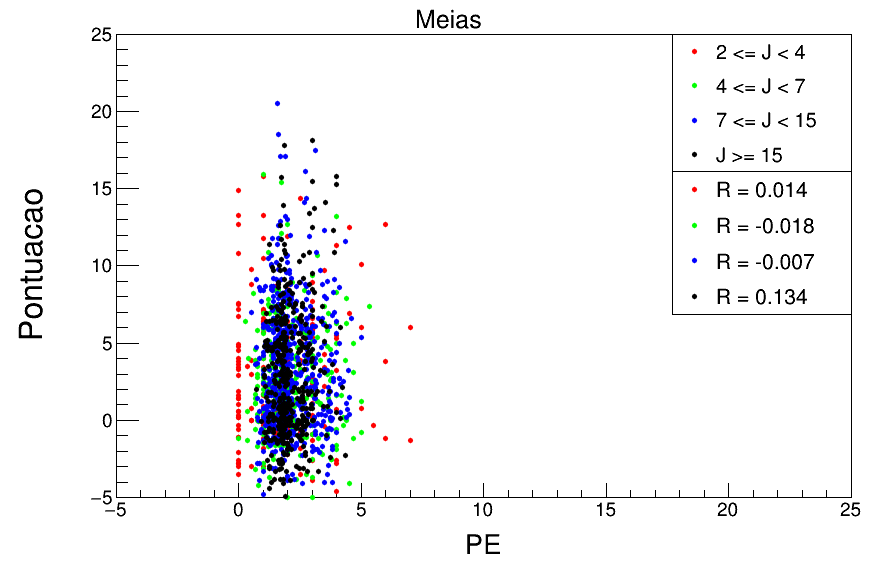 Meias
25
20
15
10
5
0
−5
−5
0
5
10
15
20
25
Pontuacao
PE
2 <= J < 4
4 <= J < 7
7 <= J < 15
J >= 15
R = 0.014
R = -0.018
R = -0.007
R = 0.134